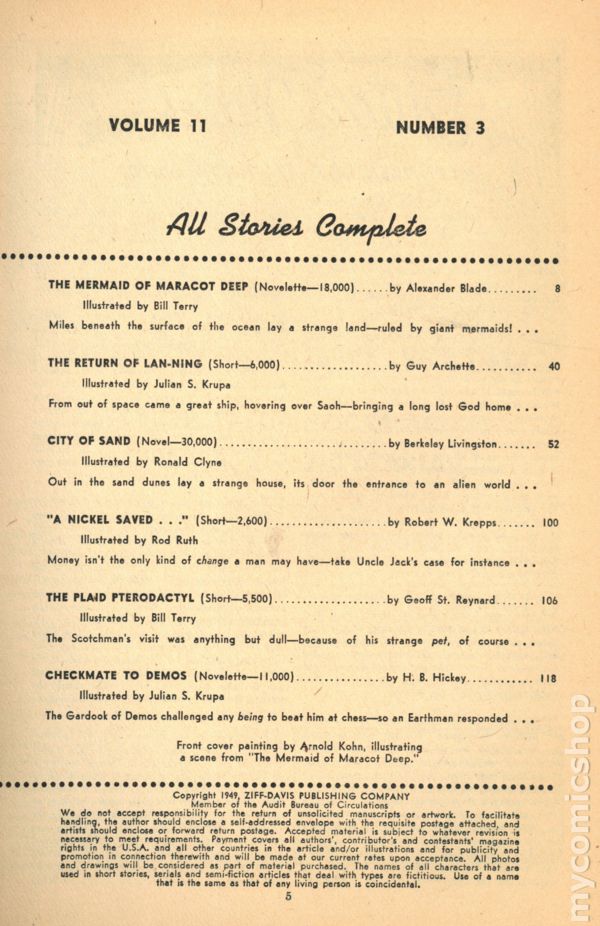 VOLUME 11 NUMBER 3
All Stories Complete
THE MERMAID OF MARACOT DEEP (Novelette—18,000)......by Alexander Blade......... 8
Illustrated by Bill Terry
Miles beneath the surface of the ocean lay a strange land—ruled by giant mermaids! ...
THE RETURN OF LAN-NING (Short—6,000)..................by Guy Archette........... 40
Illustrated by Julian S. Krupa
From out of space came a great ship, hovering over Saoh—bringing a long lost God home ...
CITY OF SAND (Novel—30,000)..............................by Berkeley Livingston....... 52
Illustrated by Ronald Clyne
Out in the sand dunes lay a strange house, its door the entrance to an alien world ...
"A NICKEL SAVED . . ." (Short—2,600)......................by Robert W. Krepps....... 100
Illustrated by Rod Ruth
Money isn't the only kind of change a man may have—take Uncle Jack's case for instance ...
THE PLAID PTERODACTYL (Short—5,500).....................by Geoff St. Reynard....... 106
Illustrated by Bill Terry
The Scotchman's visit was anything but dull—because of his strange pet, of course ...
CHECKMATE TO DEMOS (Novelette—11,000)................by H. B. Hickey............ 118
Illustrated by Julian S. Krupa
The Gardook of Demos challenged any being to beat him at chess—so an Earthman responded ...
Front cover painting by Arnold Kohn, illustrating
a scene from "The Mermaid of Maracot Deep."
Copyright 1949, ZIFF-DAVIS PUBLISHING COMPANY
Member of the Audit Bureau of Circulations
We do not accept responsibility for the return of unsolicited manuscripts or artwork. To facilitate
handling, the author should enclose a self-addressed envelope with the requisite postage attached, and
artists should enclose or forward return postage. Accepted material is subject to whatever revision is
necessary to meet requirements. Payment covers all authors', contributor's and contestants' magazine
rights in the U.S.A. and all other countries in the article and/or illustrations and for publicity and
promotion in connection therewith and will be made at our current rates upon acceptance. All photos
and drawings will be considered as part of material purchased. The names of all characters that are
used in short stories, serials and semi-fiction articles that deal with types are fictitious. Use of a name
that is the same as that of any living person is coincidental.
5
mycomicshop